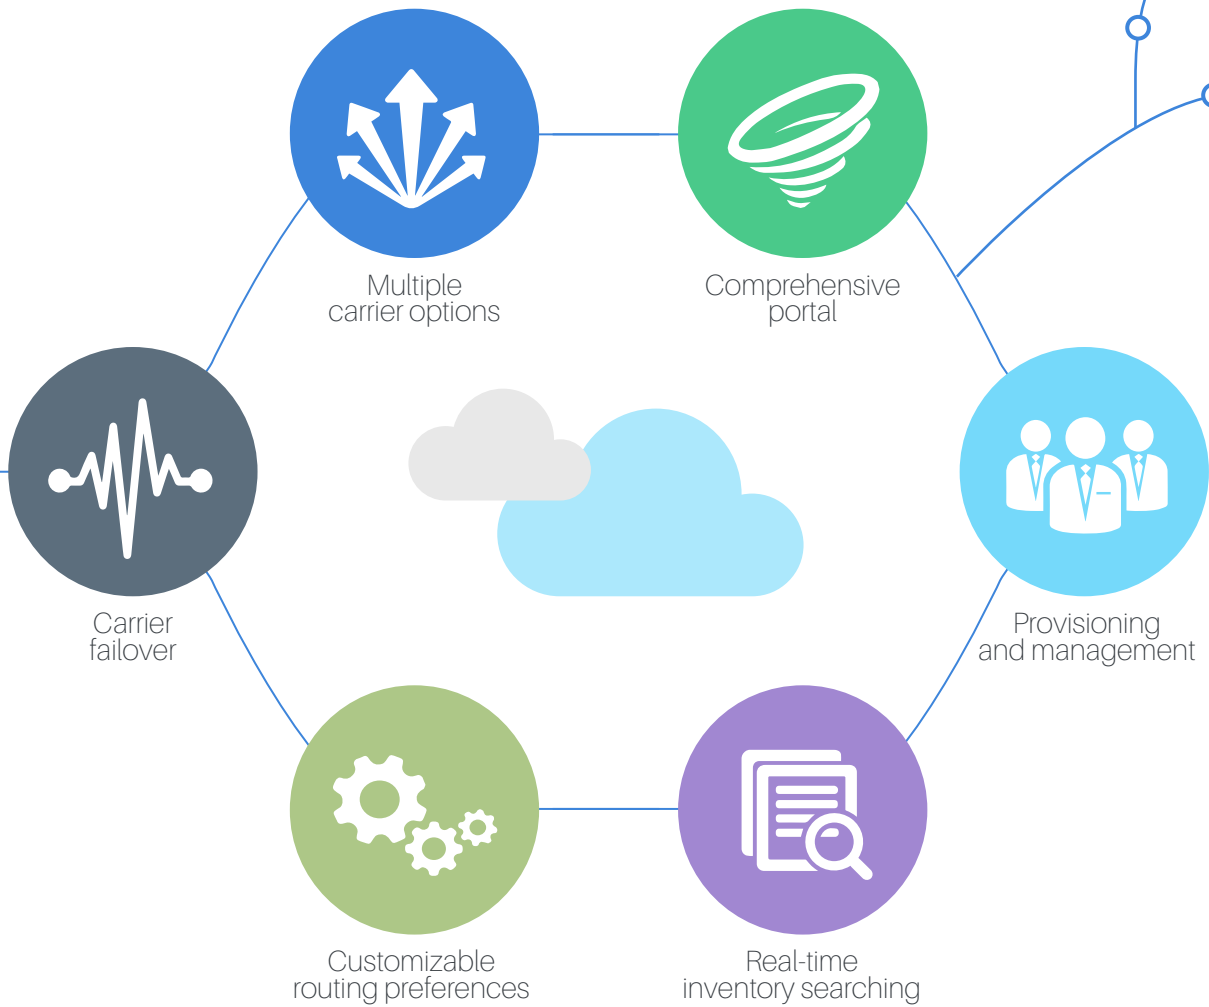 Multiple
carrier options
Comprehensive
portal
Carrier
failover
Provisioning
and management
Customizable
routing preferences
Real-time
inventory searching